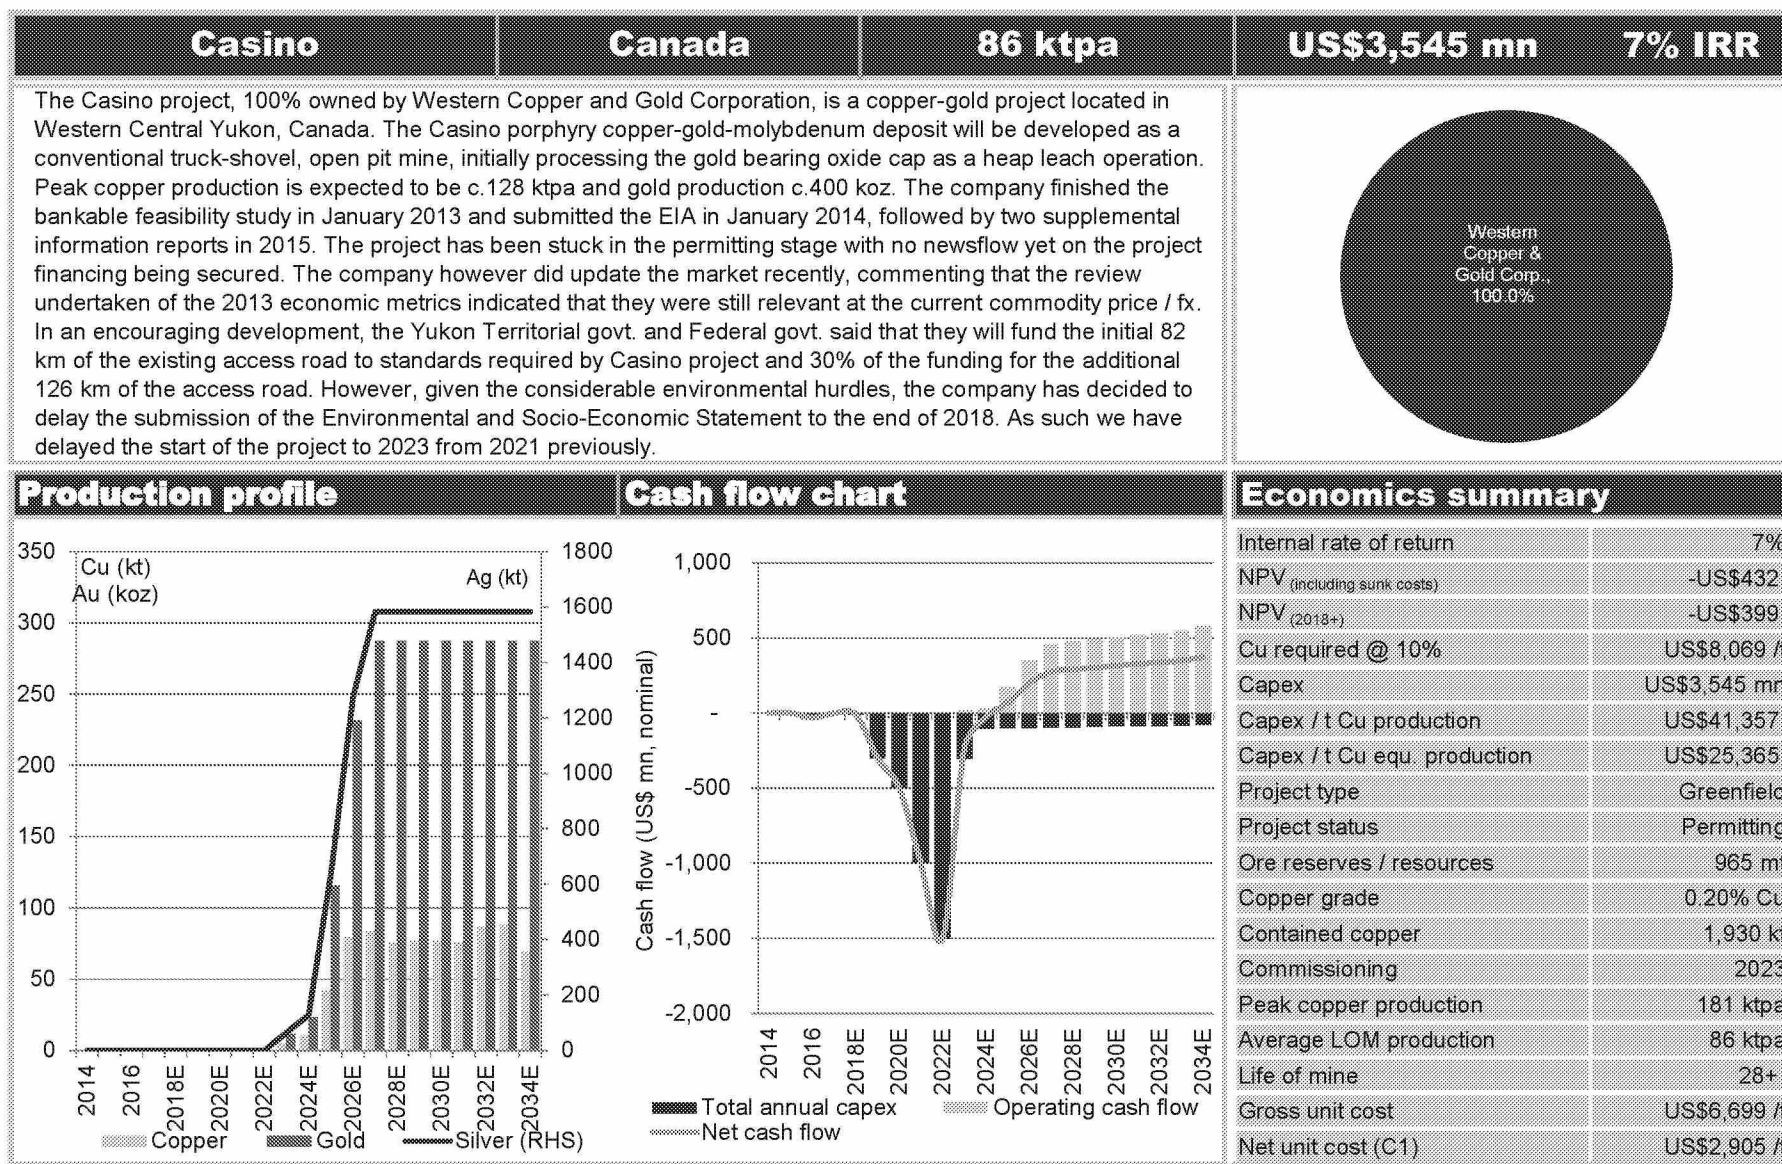 Casino Canada 86 ktpa US$3,545 mn 7% IRR
The Casino project, 100% owned by Western Copper and Gold Corporation, is a copper-gold project located in
Western Central Yukon, Canada. The Casino porphyry copper-gold-molybdenum deposit will be developed as a
conventional truck-shovel, open pit mine, initially processing the gold bearing oxide cap as a heap leach operation.
Peak copper production is expected to be c.128 ktpa and gold production c.400 koz. The company finished the
bankable feasibility study in January 2013 and submitted the EIA in January 2014, followed by two supplemental
information reports in 2015. The project has been stuck in the permitting stage with no newsflow yet on the project
financing being secured. The company however did update the market recently, commenting that the review
undertaken of the 2013 economic metrics indicated that they were still relevant at the current commodity price / fx.
In an encouraging development, the Yukon Territorial govt. and Federal govt. said that they will fund the initial 82
km of the existing access road to standards required by Casino project and 30% of the funding for the additional
126 km of the access road. However, given the considerable environmental hurdles, the company has decided to
delay the submission of the Environmental and Socio-Economic Statement to the end of 2018. As such we have
delayed the start of the project to 2023 from 2021 previously.
Western
Copper &
Gold Corp.,
100.0%
Production profile
350
300
250
200
150
100
50
0
Cu (kt)
Au (koz)
Ag (kt)
1800
1600
1400
1200
1000
800
600
400
200
0
2014 2016 2018E 2020E 2022E 2024E 2026E 2028E 2030E 2032E 2034E
Copper Gold Silver (RHS)
Cash flow chart
Cash flow (US$ mn, nominal)
1,000
500
-
-500
-1,000
-1,500
-2,000
2014 2016 2018E 2020E 2022E 2024E 2026E 2028E 2030E 2032E 2034E
Total annual capex Operating cash flow
Net cash flow
Economics summary
Internal rate of return 7%
NPV (including sunk costs) -US$432
NPV (2018+) -US$399
Cu required @ 10% US$8,069 /t
Capex US$3,545 mn
Capex / t Cu production US$41,357
Capex / t Cu equ. production US$25,365
Project type Greenfield
Project status Permitting
Ore reserves / resources 965 mt
Copper grade 0.20% Cu
Contained copper 1,930 kt
Commissioning 2023
Peak copper production 181 ktpa
Average LOM production 86 ktpa
Life of mine 28+
Gross unit cost US$6,699 /t
Net unit cost (C1) US$2,905 /t